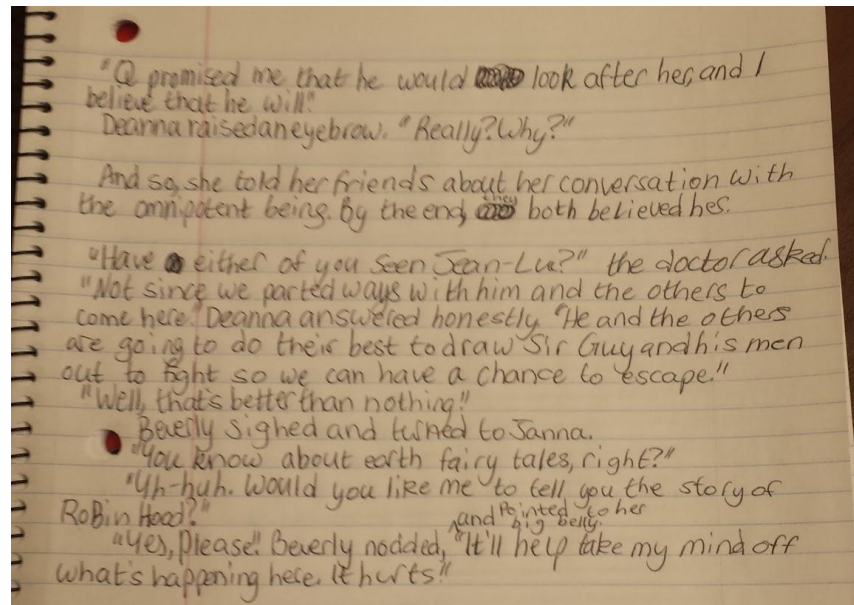 "Q promised me that he would look after her, and I
believe that he will."
Deanna raised an eyebrow. "Really? Why?"
And so, she told her friends about her conversation with
the omnipotent being. By the end, they both believed her.
"Have either of you seen Jean-Luc?" the doctor asked.
"Not since we parted ways with him and the others to
come here." Deanna answered honestly "He and the others
are going to do their best to draw Sir Guy and his men
out to fight so we can have a chance to escape."
"Well, that's better than nothing!"
Beverly sighed and turned to Janna.
"You know about earth fairy tales, right?"
"Uh-huh. Would you like me to tell you the story of
Robin Hood?"
"Yes, please". Beverly nodded, and pointed to her big belly. "It'll help take my mind off
what's happening here. It hurts."